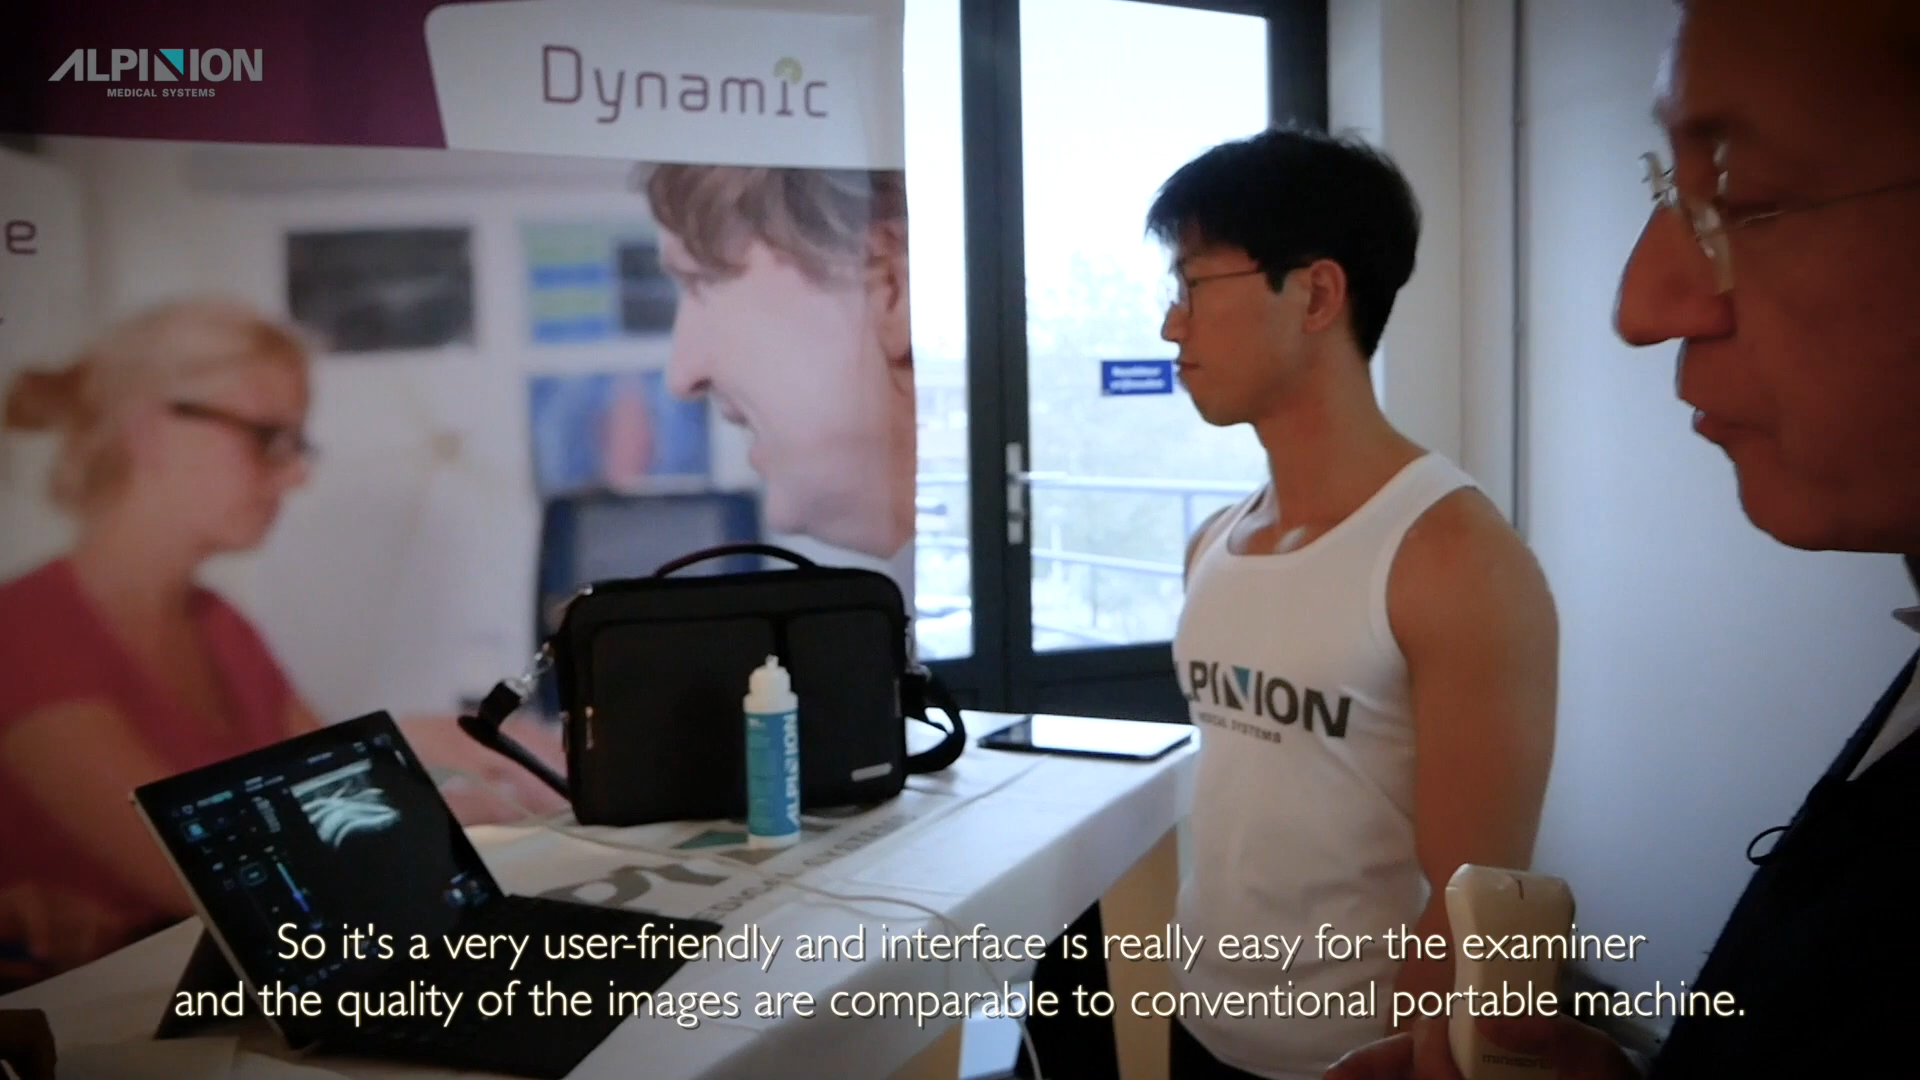 ALPINION
MEDICAL SYSTEMS
Dynamic
e
ALPINION
PINION
MEDICAL SYSTEMS
So it's a very user-friendly and interface is really easy for the examiner
and the quality of the images are comparable to conventional portable machine.